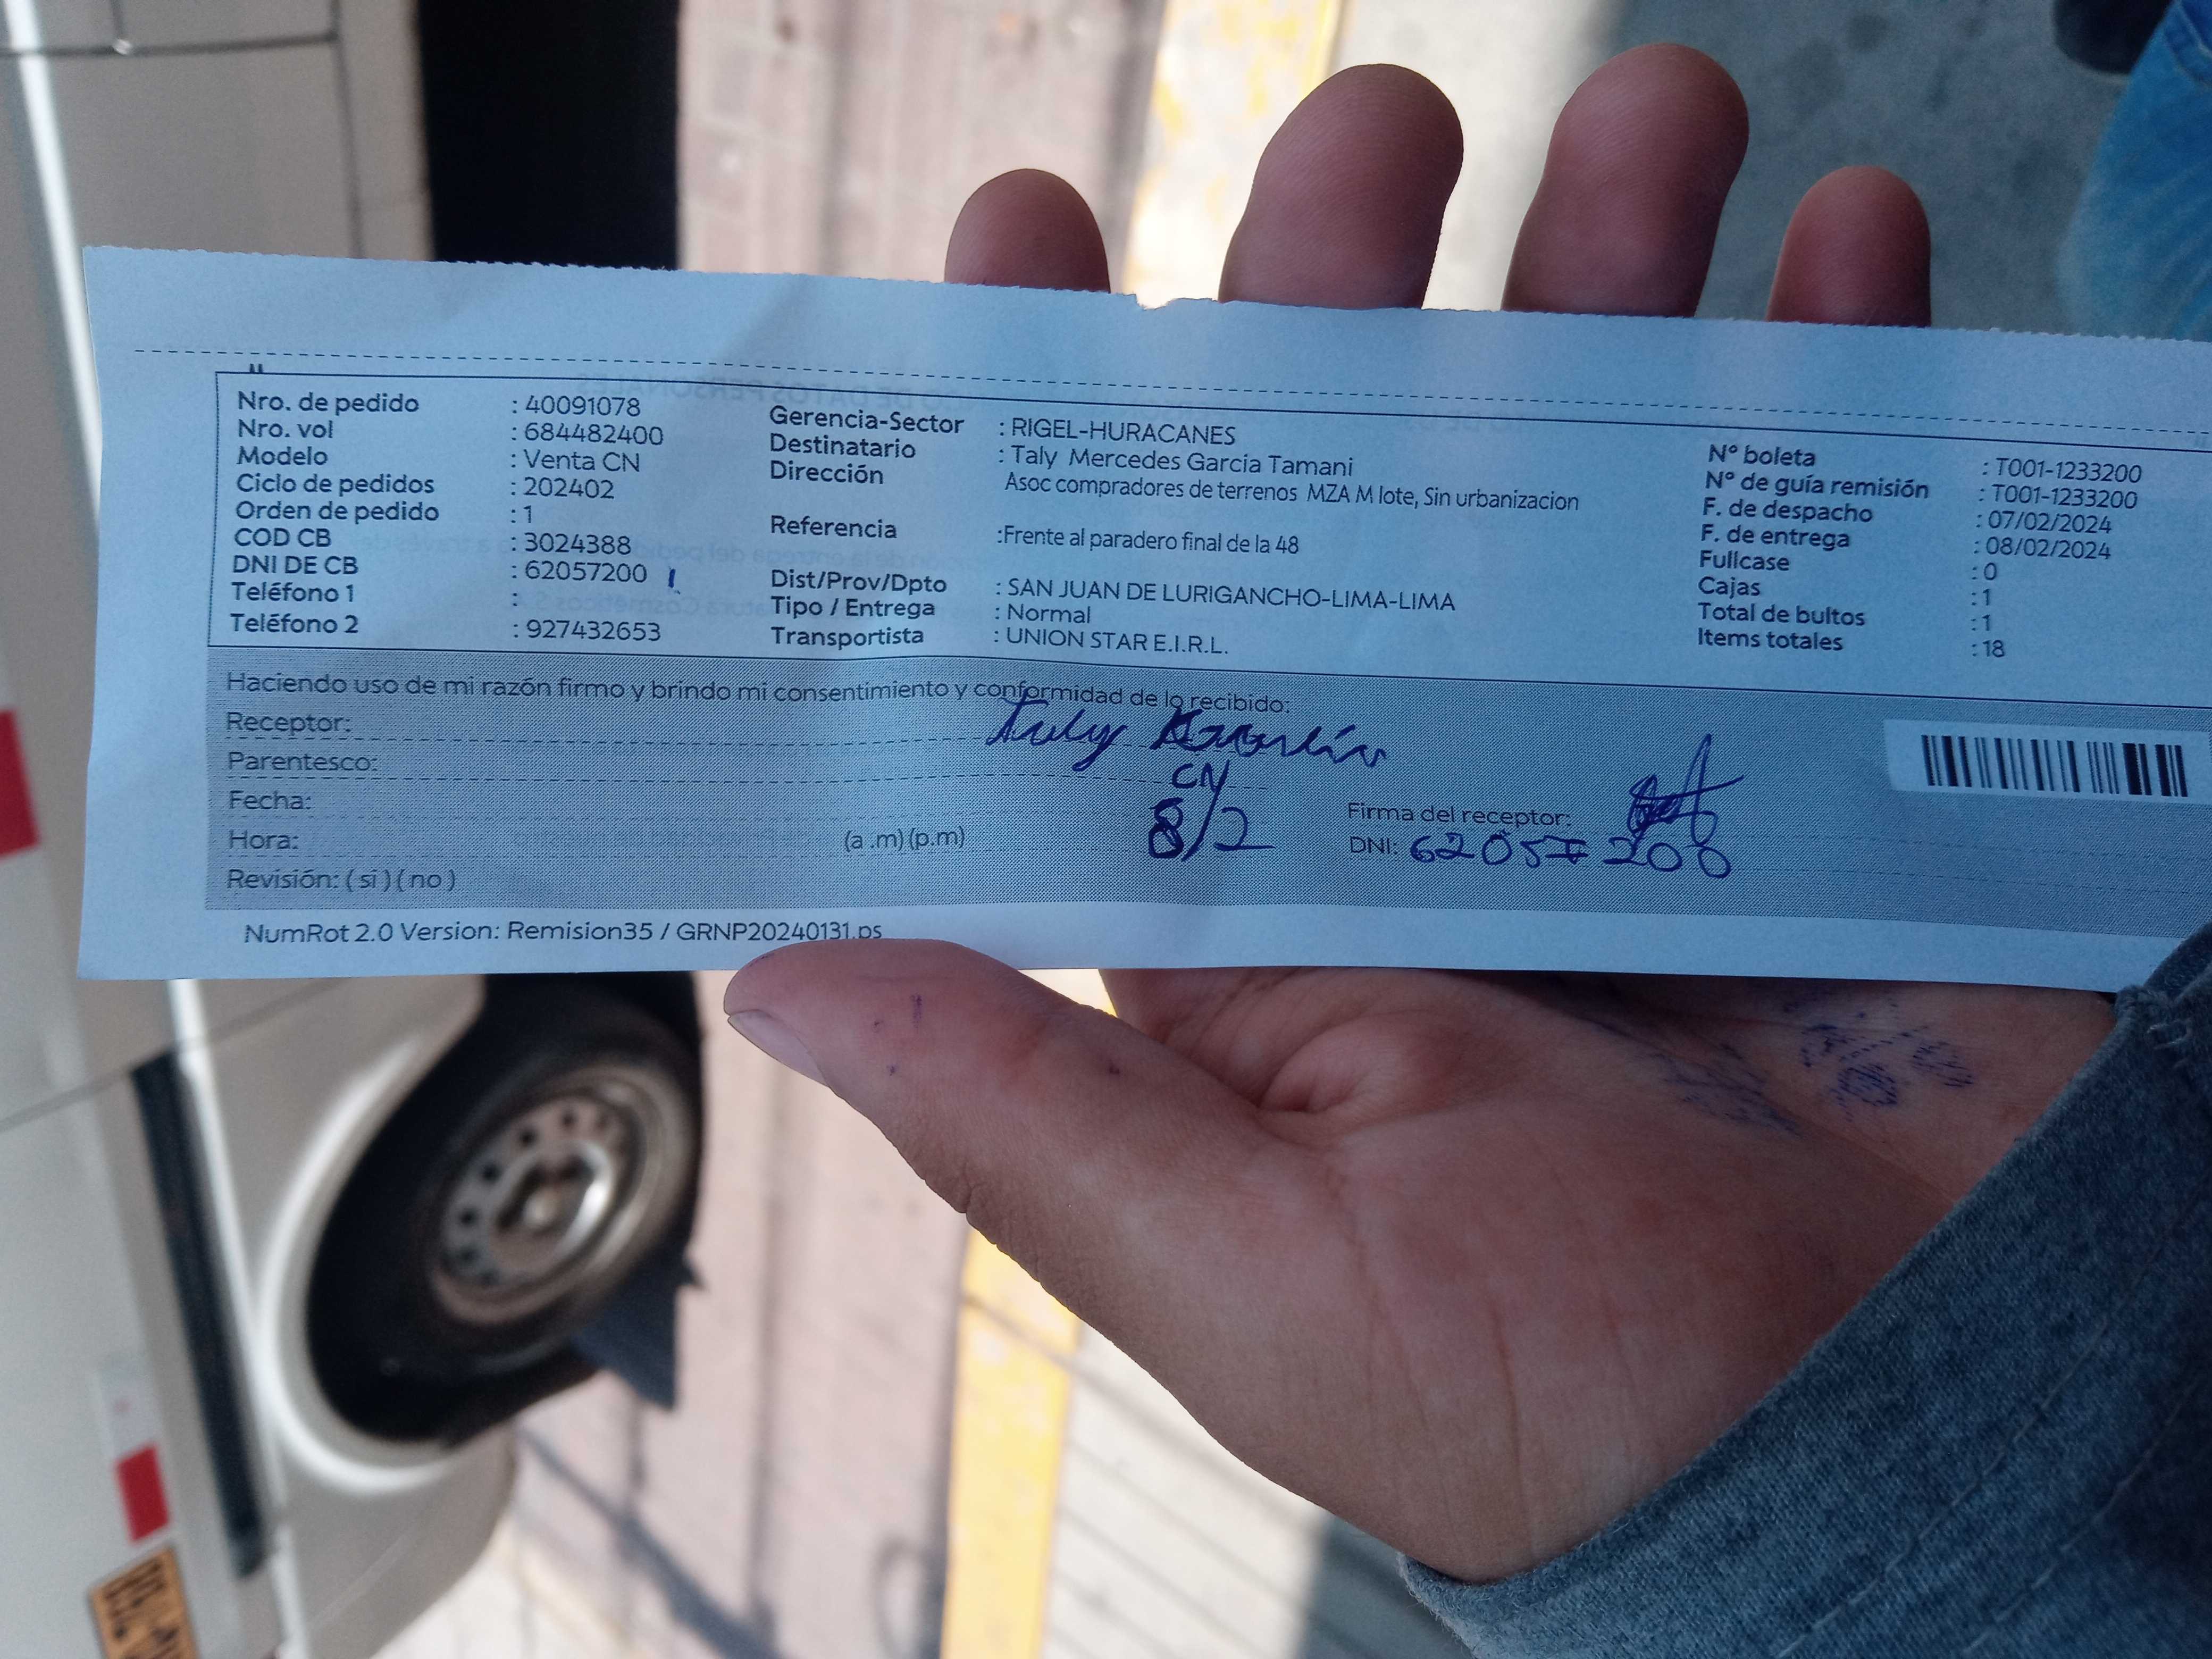 Nro. de pedido : 40091078
Nro. vol : 684482400
Modelo : Venta CN
Ciclo de pedidos : 202402
Orden de pedido : 1
COD CB : 3024388
DNI DE CB : 62057200
Teléfono 1 :
Teléfono 2 : 927432653
Gerencia-Sector : RIGEL-HURACANES
Destinatario : Taly Mercedes Garcia Tamani
Dirección Asoc compradores de terrenos MZA M lote, Sin urbanizacion
Referencia :Frente al paradero final de la 48
Dist/Prov/Dpto : SAN JUAN DE LURIGANCHO-LIMA-LIMA
Tipo / Entrega : Normal
Transportista : UNION STAR E.I.R.L.
N° boleta : T001-1233200
N° de guía remisión : T001-1233200
F. de despacho : 07/02/2024
F. de entrega : 08/02/2024
Fullcase : 0
Cajas : 1
Total de bultos : 1
Items totales : 18
Haciendo uso de mi razón firmo y brindo mi consentimiento y conformidad de lo recibido:
Receptor: Taly
Parentesco: CN
Fecha: 8/2
Hora: (a .m) (p.m)
Revisión: ( si ) ( no )
Firma del receptor:
DNI: 62057200
NumRot 2.0 Version: Remision35 / GRNP20240131.ps